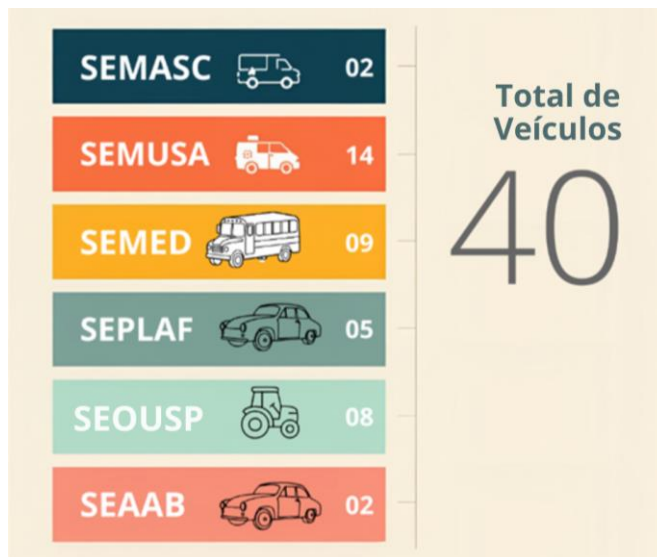 SEMASC 02
SEMUSA 14
SEMED 09
SEPLAF 05
SEOUSP 08
SEAAB 02
Total de
Veículos
40